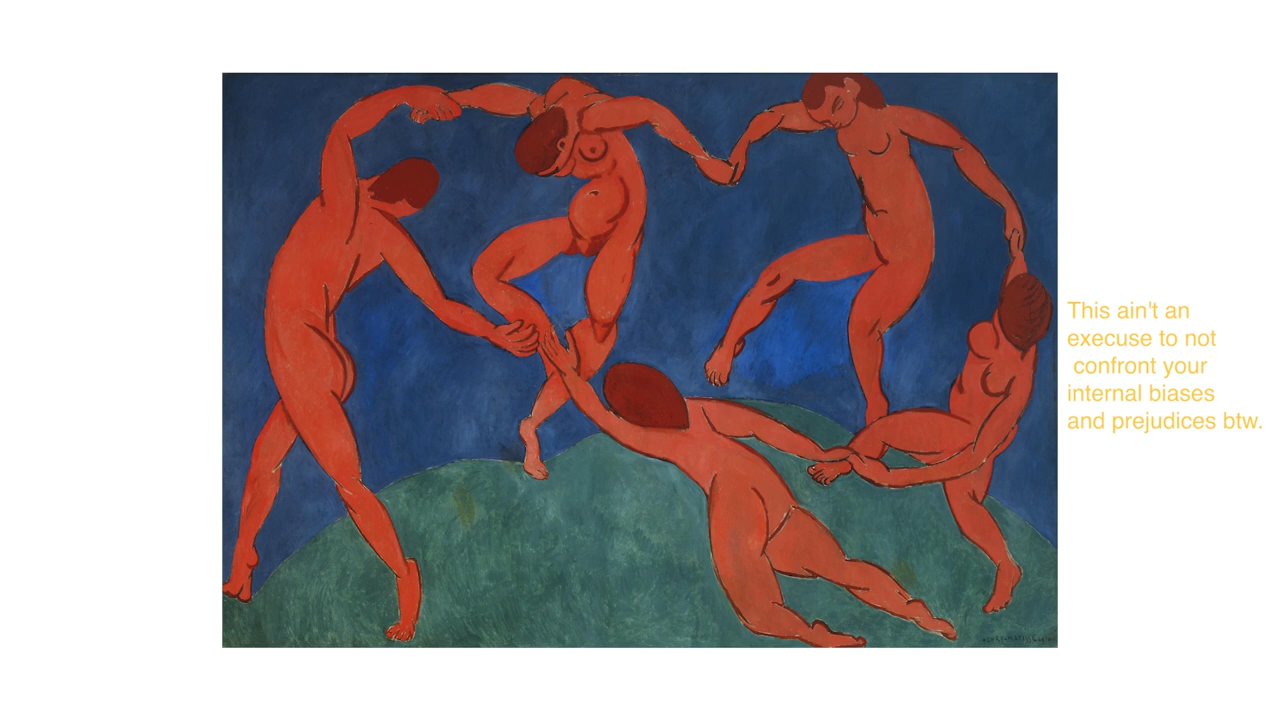 This ain't an
execuse to not
confront your
internal biases
and prejudices btw.